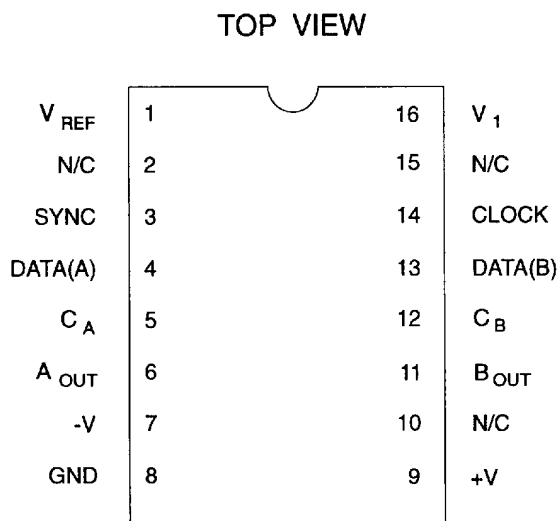 TOP VIEW
V REF 1 16 V 1
N/C 2 15 N/C
SYNC 3 14 CLOCK
DATA(A) 4 13 DATA(B)
C A 5 12 C B
A OUT 6 11 B OUT
-V 7 10 N/C
GND 8 9 +V